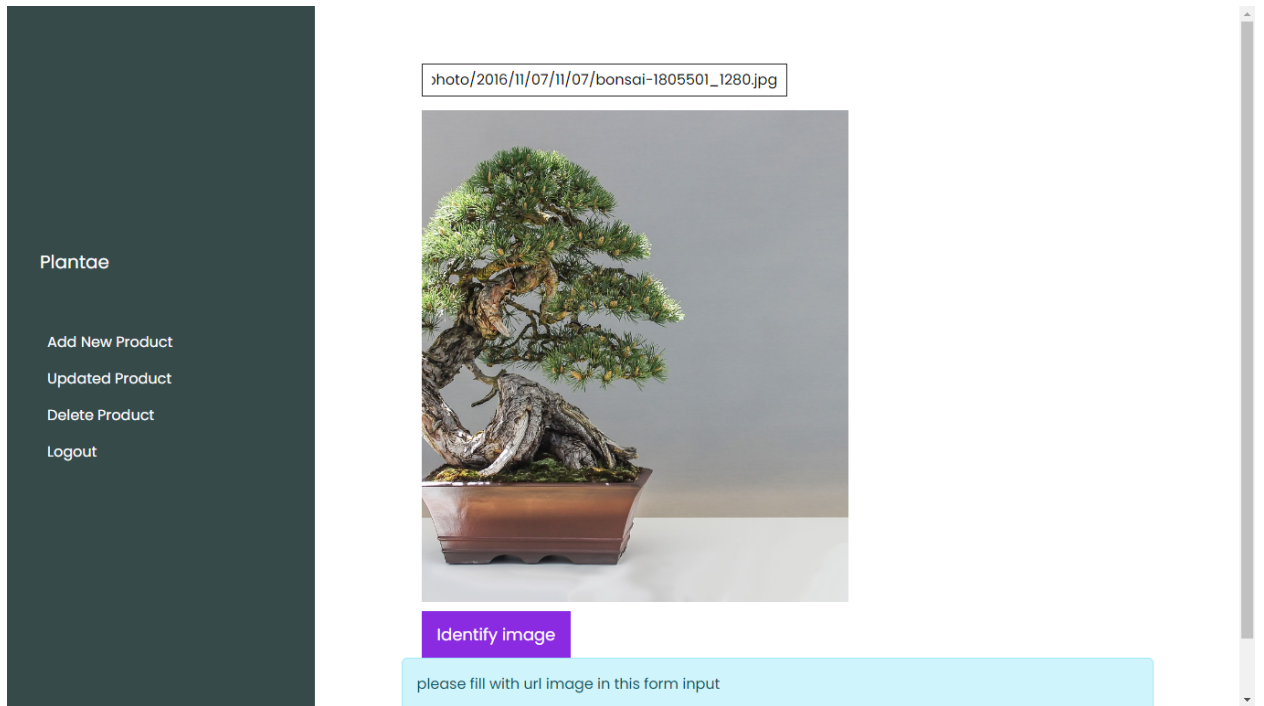 Plantae
Add New Product
Updated Product
Delete Product
Logout
photo/2016/11/07/11/07/bonsai-1805501_1280.jpg
Identify image
please fill with url image in this form input